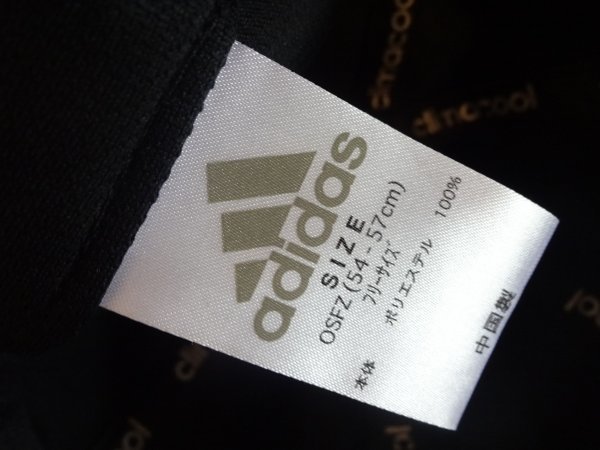 adidas
SIZE
OSFZ(54-57cm)
フリーサイズ
本体 ポリエステル 100%
中国製
climacool
climacool